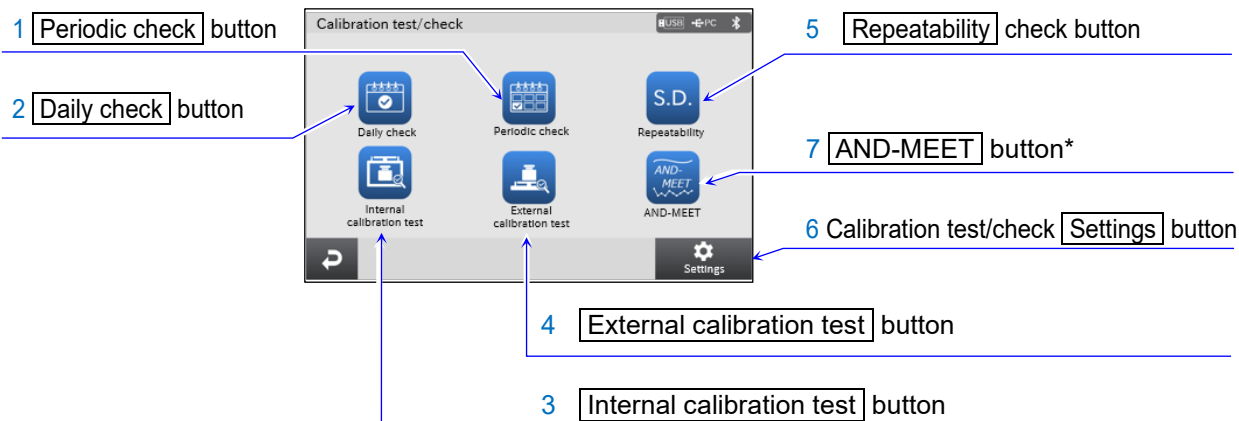 1 Periodic check button
Calibration test/check
USB PC
5 Repeatability check button
2 Daily check button
S.D.
Daily check
Periodic check
Repeatability
7 AND-MEET button*
AND-
MEET
Internal
calibration test
External
calibration test
AND-MEET
6 Calibration test/check Settings button
Settings
4 External calibration test button
3 Internal calibration test button